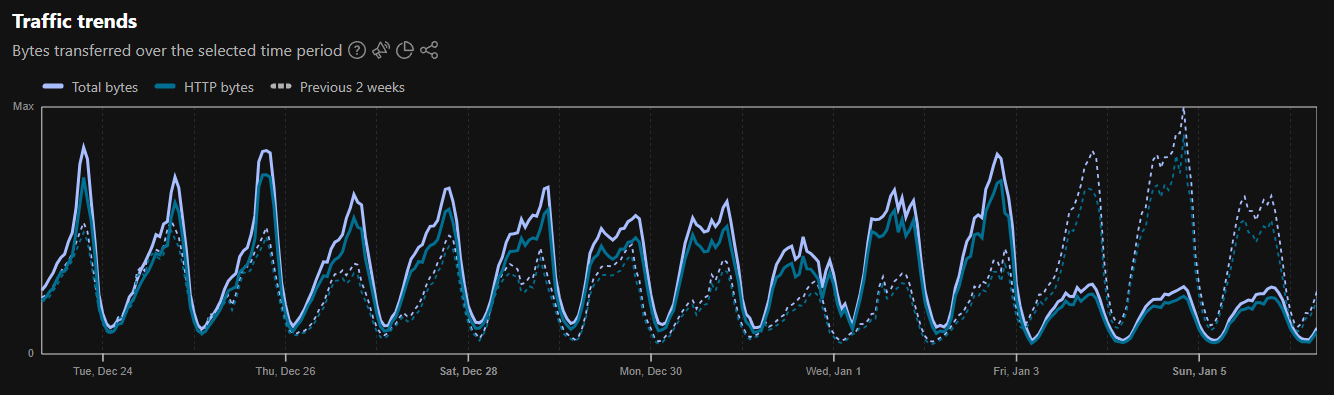 Traffic trends
Bytes transferred over the selected time period ?
Total bytes HTTP bytes Previous 2 weeks
Max
0
Tue, Dec 24 Thu, Dec 26 Sat, Dec 28 Mon, Dec 30 Wed, Jan 1 Fri, Jan 3 Sun, Jan 5